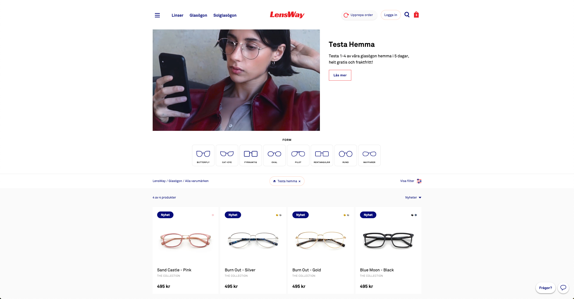 Linser Glasögon Solglasögon
LensWay
Upprepa order
Logga in
Testa Hemma
Testa 1-4 av våra glasögon hemma i 5 dagar,
helt gratis och fraktfritt!
Läs mer
FORM
BUTTERFLY
CAT-EYE
FYRKANTIG
OVAL
PILOT
REKTANGULÄR
RUND
WAYFARER
LensWay / Glasögon / Visa varumärken
Testa Hemma ×
Visa filter
4 av 4 produkter
Nyheter
Nyhet
Nyhet
Nyhet
Nyhet
Sand Castle - Pink
495 kr
Burn Out - Silver
495 kr
Burn Out - Gold
495 kr
Blue Moon - Black
495 kr
Frågor?